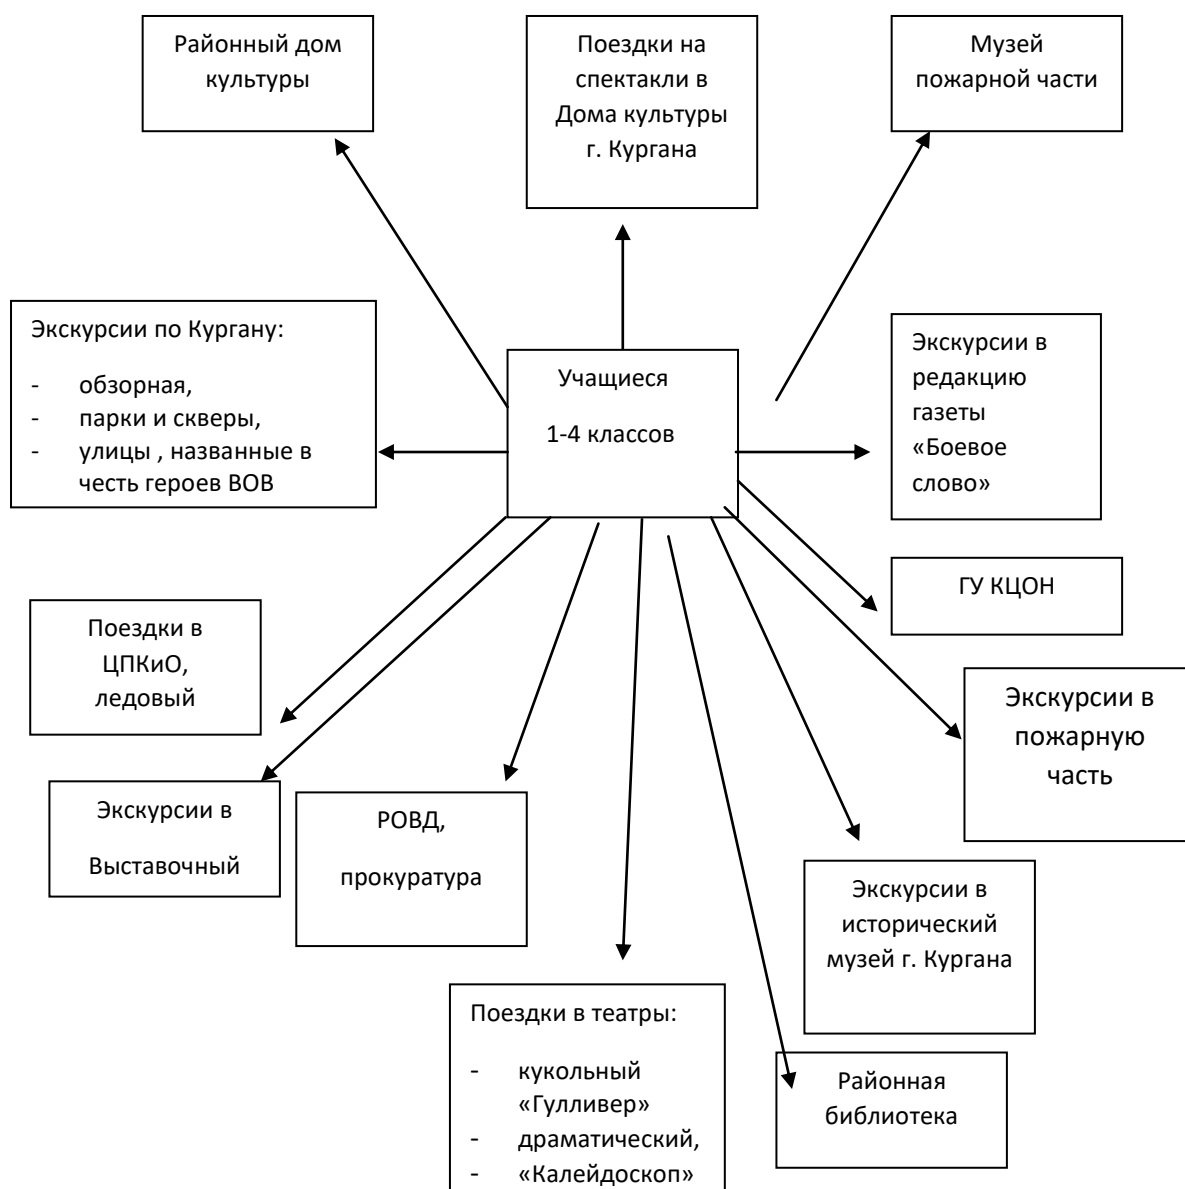 Районный дом
культуры
Поездки на
спектакли в
Дома культуры
г. Кургана
Музей
пожарной части
Экскурсии по Кургану:
- обзорная,
- парки и скверы,
- улицы , названные в
честь героев ВОВ
Учащиеся
1-4 классов
Экскурсии в
редакцию
газеты
«Боевое
слово»
ГУ КЦОН
Поездки в
ЦПКиО,
ледовый
Экскурсии в
пожарную
часть
Экскурсии в
Выставочный
РОВД,
прокуратура
Экскурсии в
исторический
музей г. Кургана
Поездки в театры:
- кукольный
«Гулливер»
- драматический,
- «Калейдоскоп»
Районная
библиотека